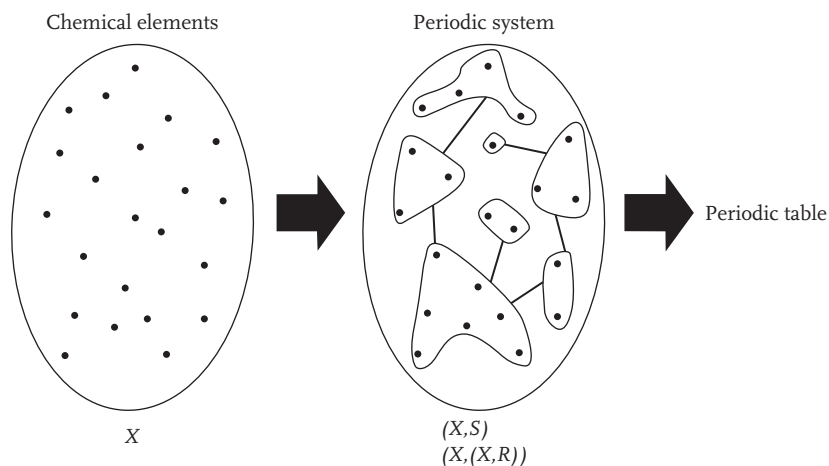 Chemical elements
Periodic system
Periodic table
X
(X,S)
(X,(X,R))